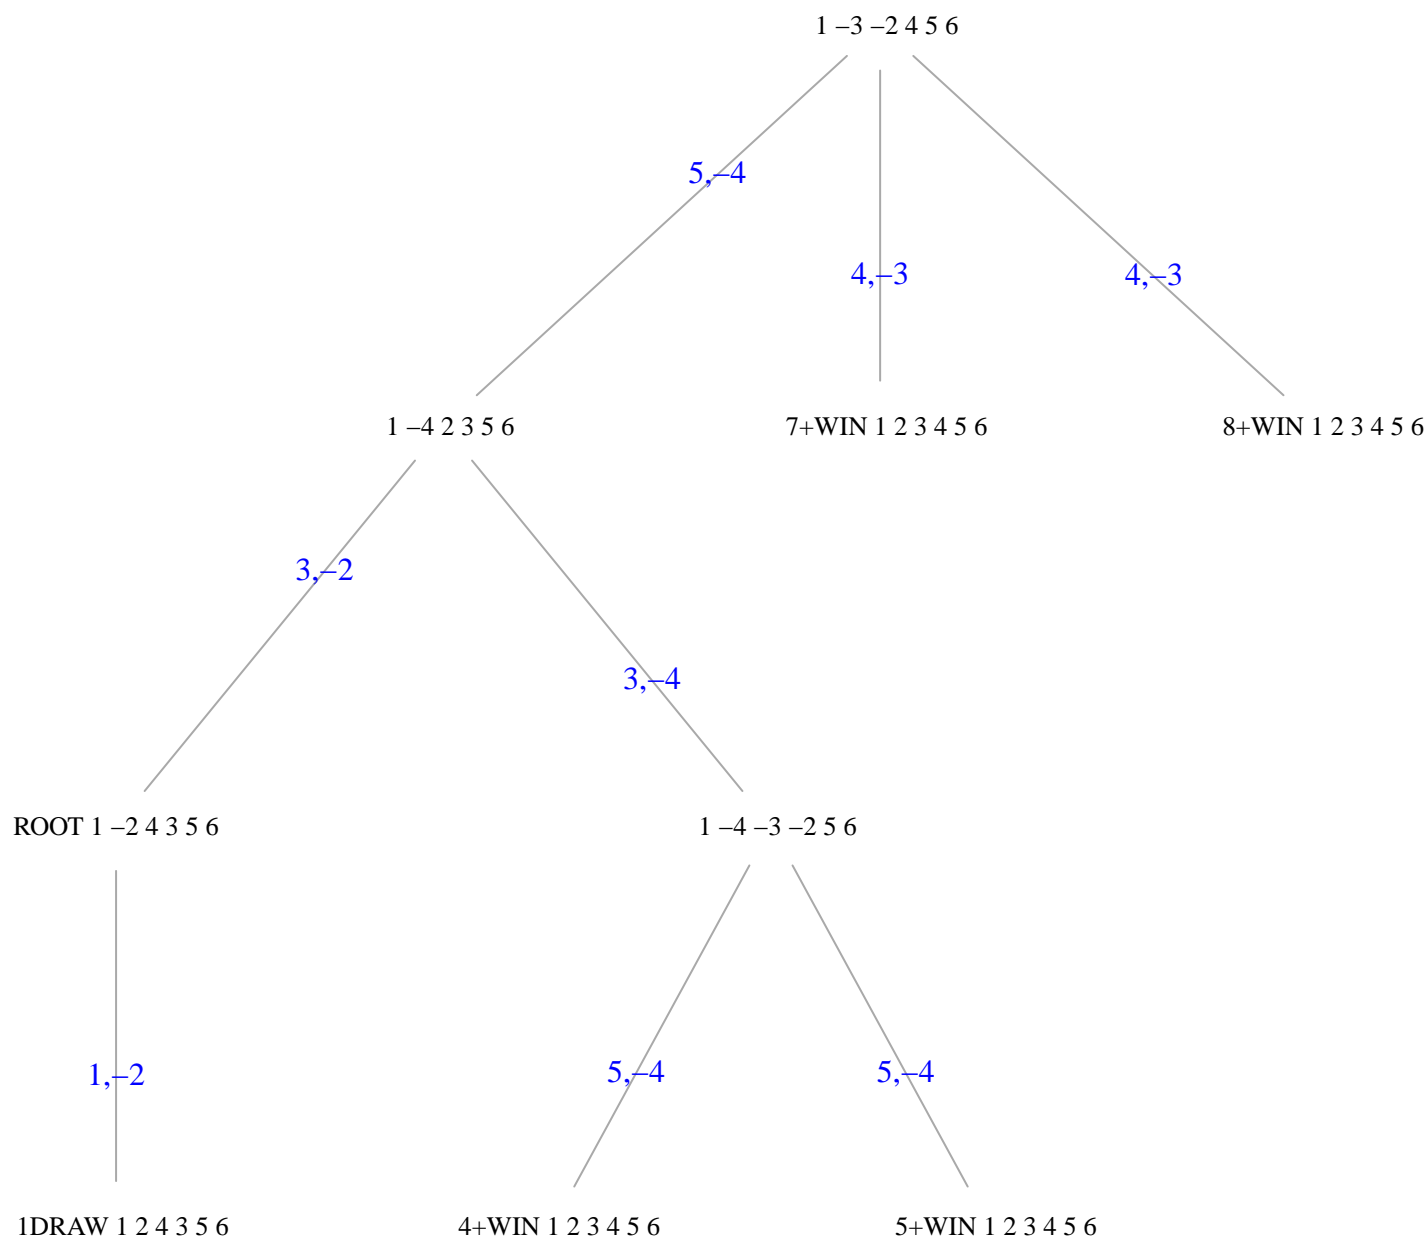 1 –3 –2 4 5 6
5,–4
4,–3
4,–3
1 –4 2 3 5 6
7+WIN 1 2 3 4 5 6
8+WIN 1 2 3 4 5 6
3,–2
3,–4
ROOT 1 –2 4 3 5 6
1 –4 –3 –2 5 6
1,–2
5,–4
5,–4
1DRAW 1 2 4 3 5 6
4+WIN 1 2 3 4 5 6
5+WIN 1 2 3 4 5 6